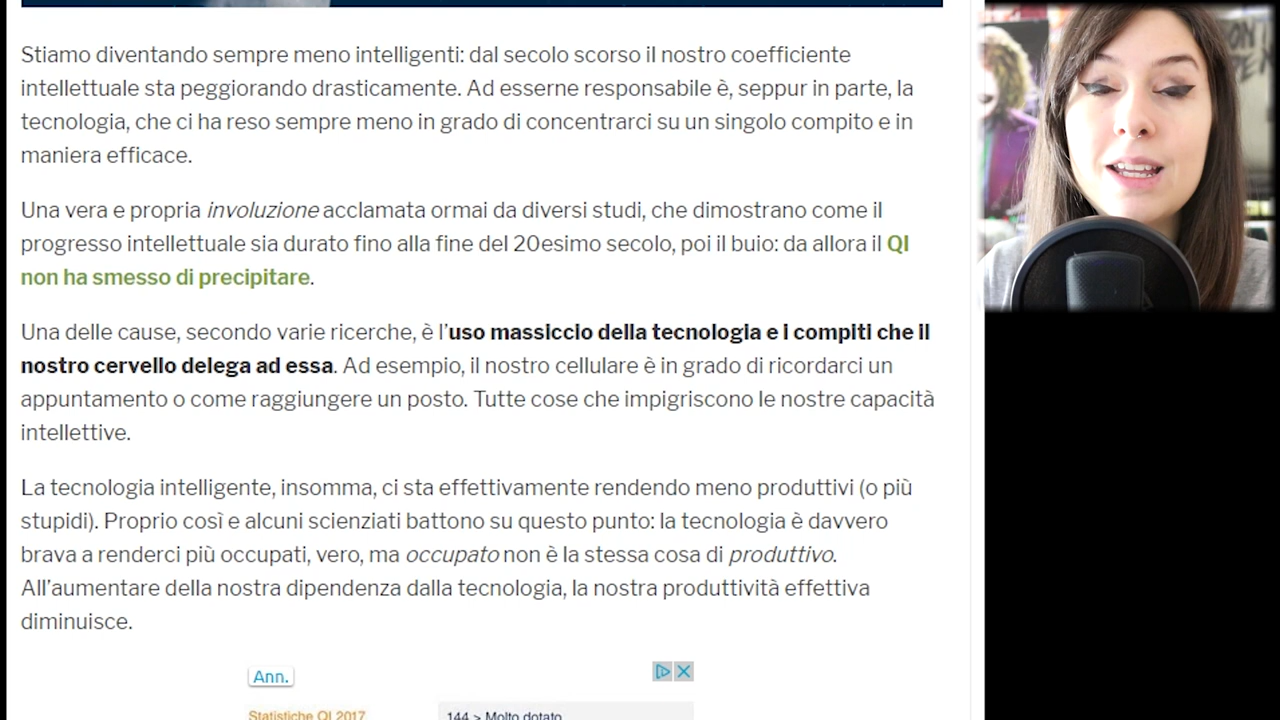 Stiamo diventando sempre meno intelligenti: dal secolo scorso il nostro coefficiente
intellettuale sta peggiorando drasticamente. Ad esserne responsabile è, seppur in parte, la
tecnologia, che ci ha reso sempre meno in grado di concentrarci su un singolo compito e in
maniera efficace.
Una vera e propria involuzione acclamata ormai da diversi studi, che dimostrano come il
progresso intellettuale sia durato fino alla fine del 20esimo secolo, poi il buio: da allora il QI
non ha smesso di precipitare.
Una delle cause, secondo varie ricerche, è l'uso massiccio della tecnologia e i compiti che il
nostro cervello delega ad essa. Ad esempio, il nostro cellulare è in grado di ricordarci un
appuntamento o come raggiungere un posto. Tutte cose che impigriscono le nostre capacità
intellettive.
La tecnologia intelligente, insomma, ci sta effettivamente rendendo meno produttivi (o più
stupidi). Proprio così e alcuni scienziati battono su questo punto: la tecnologia è davvero
brava a renderci più occupati, vero, ma occupato non è la stessa cosa di produttivo.
All'aumentare della nostra dipendenza dalla tecnologia, la nostra produttività effettiva
diminuisce.
Ann.
Statistiche QI 2017
144 > Molto dotato